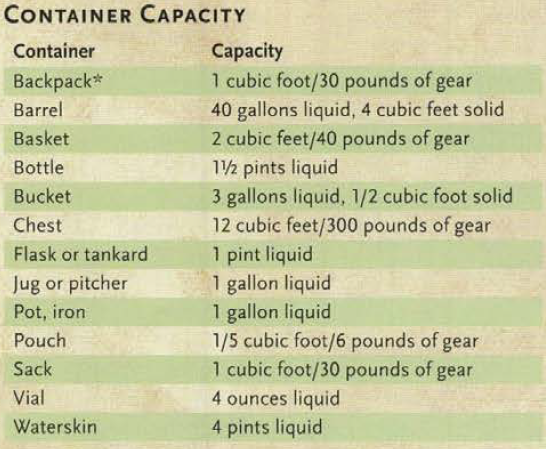 CONTAINER CAPACITY
Container Capacity
Backpack* 1 cubic foot/30 pounds of gear
Barrel 40 gallons liquid, 4 cubic feet solid
Basket 2 cubic feet/40 pounds of gear
Bottle 1½ pints liquid
Bucket 3 gallons liquid, 1/2 cubic foot solid
Chest 12 cubic feet/300 pounds of gear
Flask or tankard 1 pint liquid
Jug or pitcher 1 gallon liquid
Pot, iron 1 gallon liquid
Pouch 1/5 cubic foot/6 pounds of gear
Sack 1 cubic foot/30 pounds of gear
Vial 4 ounces liquid
Waterskin 4 pints liquid